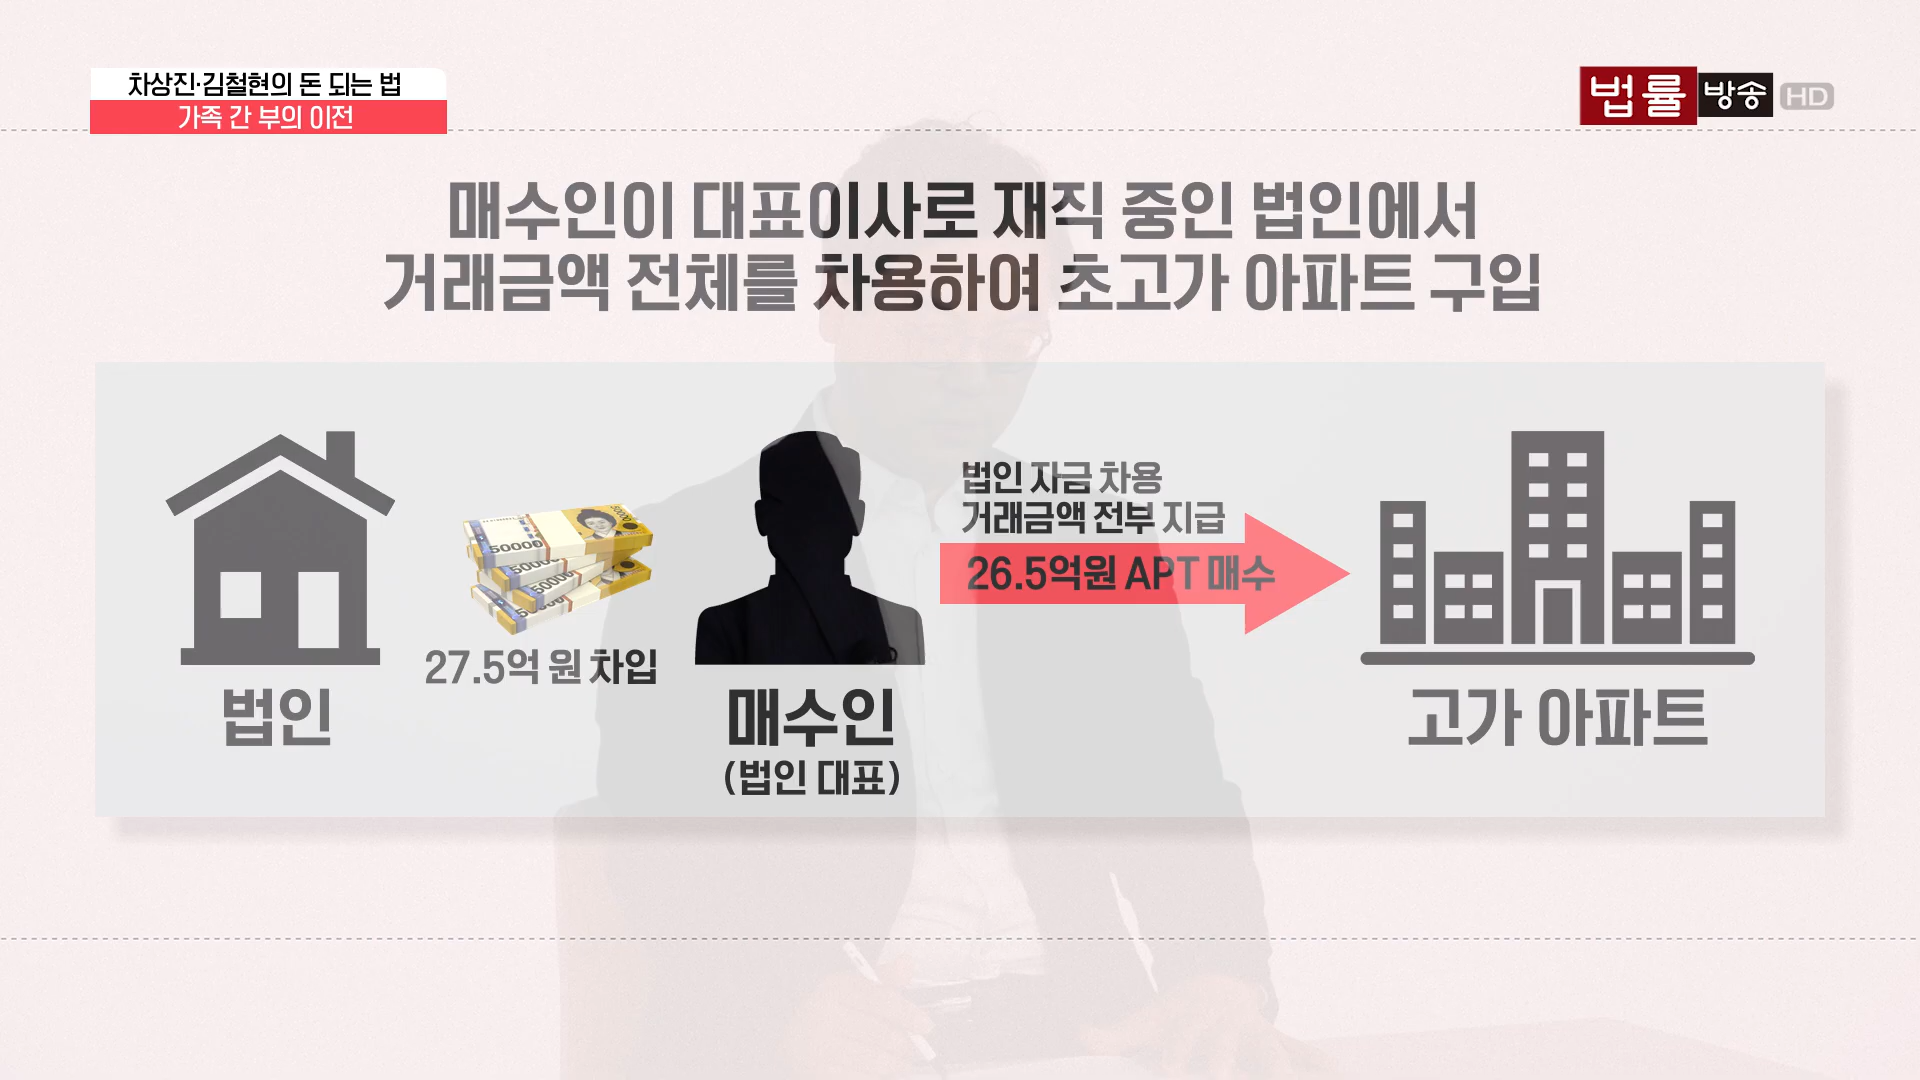 차상진·김철현의 돈 되는 법
가족 간 부의 이전
법률방송 HD
매수인이 대표이사로 재직 중인 법인에서
거래금액 전체를 차용하여 초고가 아파트 구입
법인 자금 차용
거래금액 전부 지급
26.5억원 APT 매수
50000
50000
50000
50000
50000
27.5억 원 차입
법인
매수인
(법인 대표)
고가 아파트